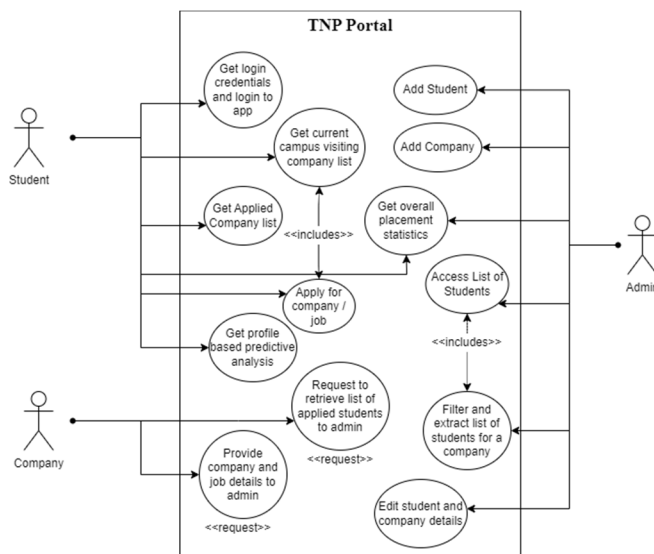 TNP Portal
Get login
credentials
and login to
app
Add Student
Student
Get current
campus visiting
company list
Add Company
Get Applied
Company list
Get overall
placement
statistics
<<includes>>
Admin
Access List of
Students
Apply for
company /
job
Get profile
based predictive
analysis
<<includes>>
Request to
retrieve list of
applied students
to admin
<<request>>
Filter and
extract list of
students for a
company
Company
Provide
company and
job details to
admin
<<request>>
Edit student and
company details